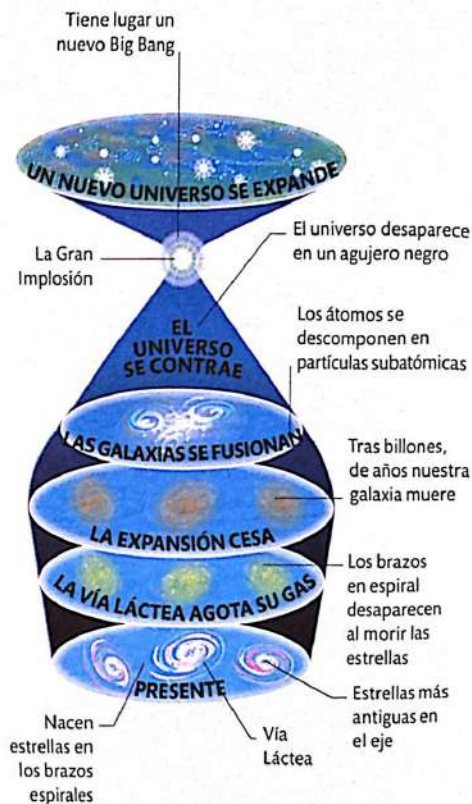 Tiene lugar un
nuevo Big Bang
UN NUEVO UNIVERSO SE EXPANDE
La Gran
Implosión
El universo desaparece
en un agujero negro
EL
UNIVERSO
SE CONTRAE
Los átomos se
descomponen en
partículas subatómicas
LAS GALAXIAS SE FUSIONAN
Tras billones,
de años nuestra
galaxia muere
LA EXPANSIÓN CESA
Los brazos
en espiral
desaparecen
al morir las
estrellas
LA VÍA LÁCTEA AGOTA SU GAS
PRESENTE
Estrellas más
antiguas en
el eje
Nacen
estrellas en
los brazos
espirales
Vía
Láctea